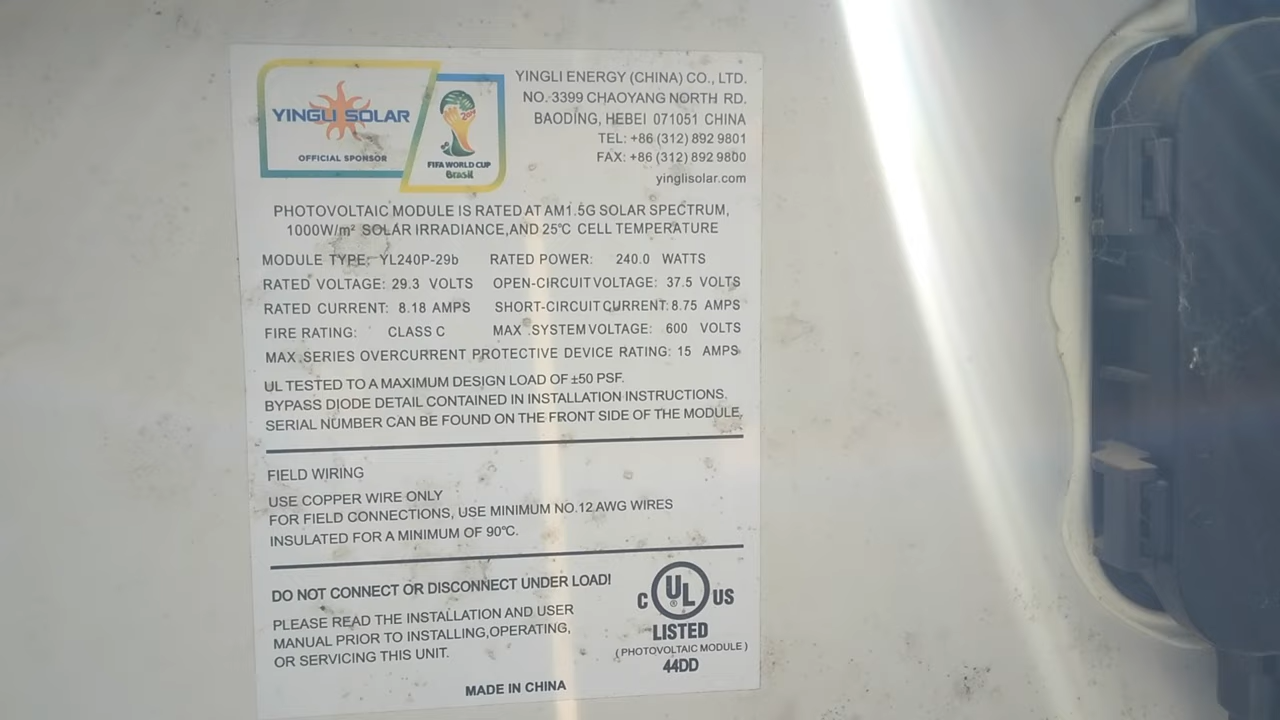 YINGLI SOLAR
OFFICIAL SPONSOR
FIFA WORLD CUP
Brasil
YINGLI ENERGY (CHINA) CO., LTD.
NO. 3399 CHAOYANG NORTH RD.
BAODING, HEBEI 071051 CHINA
TEL: +86 (312) 892 9801
FAX: +86 (312) 892 9800
yinglisolar.com
PHOTOVOLTAIC MODULE IS RATED AT AM1.5G SOLAR SPECTRUM,
1000W/m² SOLAR IRRADIANCE,AND 25℃ CELL TEMPERATURE
MODULE TYPE: YL240P-29b RATED POWER: 240.0 WATTS
RATED VOLTAGE: 29.3 VOLTS OPEN-CIRCUIT VOLTAGE: 37.5 VOLTS
RATED CURRENT: 8.18 AMPS SHORT-CIRCUIT CURRENT: 8.75 AMPS
FIRE RATING: CLASS C MAX .SYSTEM VOLTAGE: 600 VOLTS
MAX.SERIES OVERCURRENT PROTECTIVE DEVICE RATING: 15 AMPS
UL TESTED TO A MAXIMUM DESIGN LOAD OF ±50 PSF.
BYPASS DIODE DETAIL CONTAINED IN INSTALLATION INSTRUCTIONS.
SERIAL NUMBER CAN BE FOUND ON THE FRONT SIDE OF THE MODULE.
FIELD WIRING
USE COPPER WIRE ONLY
FOR FIELD CONNECTIONS, USE MINIMUM NO.12 AWG WIRES
INSULATED FOR A MINIMUM OF 90℃.
DO NOT CONNECT OR DISCONNECT UNDER LOAD!
PLEASE READ THE INSTALLATION AND USER
MANUAL PRIOR TO INSTALLING,OPERATING,
OR SERVICING THIS UNIT.
C UL ® US
LISTED
(PHOTOVOLTAIC MODULE)
44DD
MADE IN CHINA